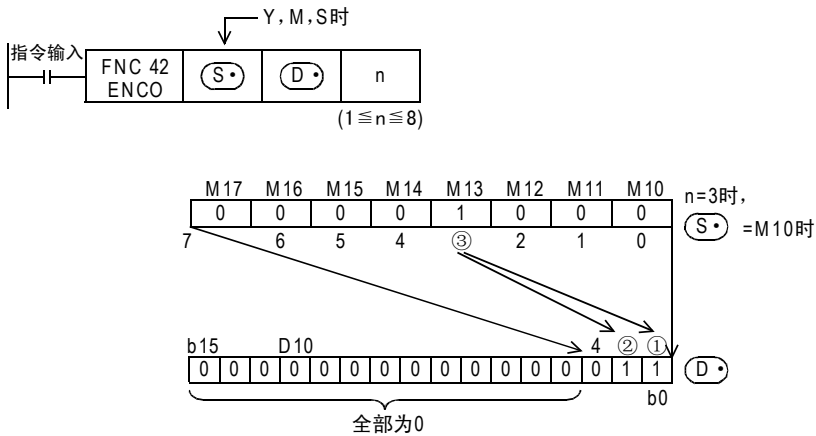 Y，M，S时
指令输入
FNC 42
ENCO
S•
D•
n
(1≦n≦8)
M17 M16 M15 M14 M13 M12 M11 M10
n=3时，
0 0 0 0 1 0 0 0
S• =M10时
7 6 5 4 ③ 2 1 0
b15 D10 4 ② ①
0 0 0 0 0 0 0 0 0 0 0 0 0 0 1 1
D•
b0
全部为0